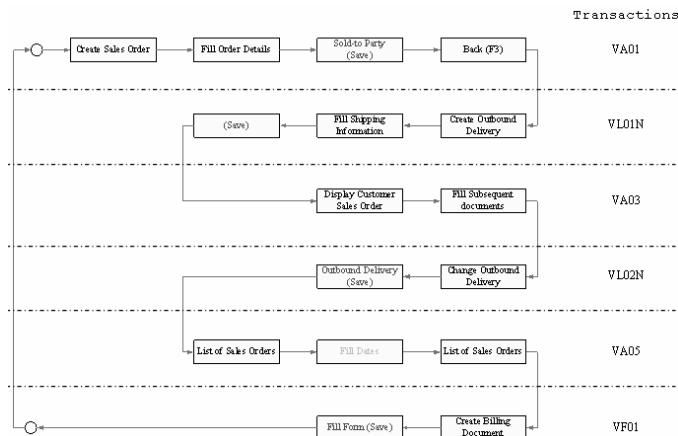 Transactions
Create Sales Order
Fill Order Details
Sold-to Party
(Save)
Back (F3)
VA01
(Save)
Fill Shipping
Information
Create Outbound
Delivery
VL01N
Display Customer
Sales Order
Fill Subsequent
documents
VA03
Outbound Delivery
(Save)
Change Outbound
Delivery
VL02N
List of Sales Orders
Fill Dates
List of Sales Orders
VA05
Fill Form (Save)
Create Billing
Document
VF01